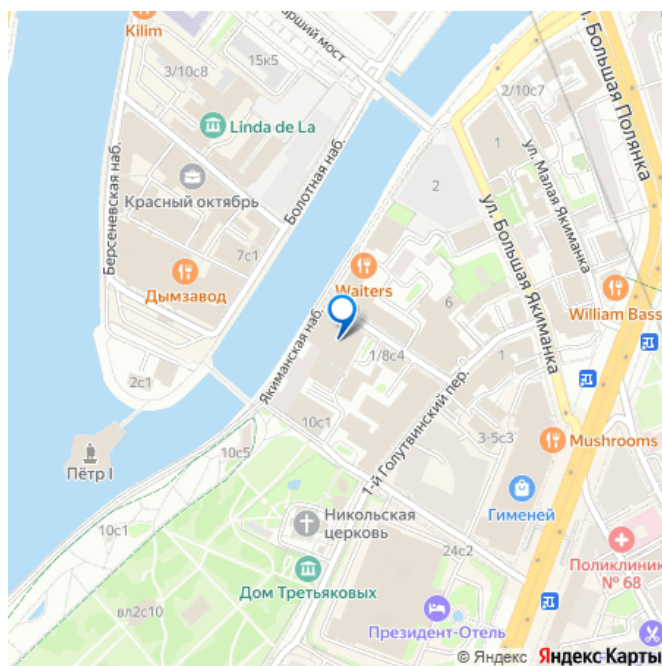 Kilim
арший мост
3/10с8
15к5
ул. Большая Полянка
2/10с7
Linda de La
Берсеневская наб.
Болотная наб.
1
ул. Малая Якиманка
Красный октябрь
2
ул. Большая Якиманка
7с1
Дымзавод
Waiters
6
William Bass
Якиманская наб.
1/8с4
1
2с1
1-й Голутвинский пер.
10с1
3-5с3
Mushrooms
Пётр I
10с5
Гименей
10с1
Никольская
церковь
24с2
Поликлиник
№ 68
Дом Третьяковых
вл2с10
Президент-Отель
© Яндекс Яндекс Карты